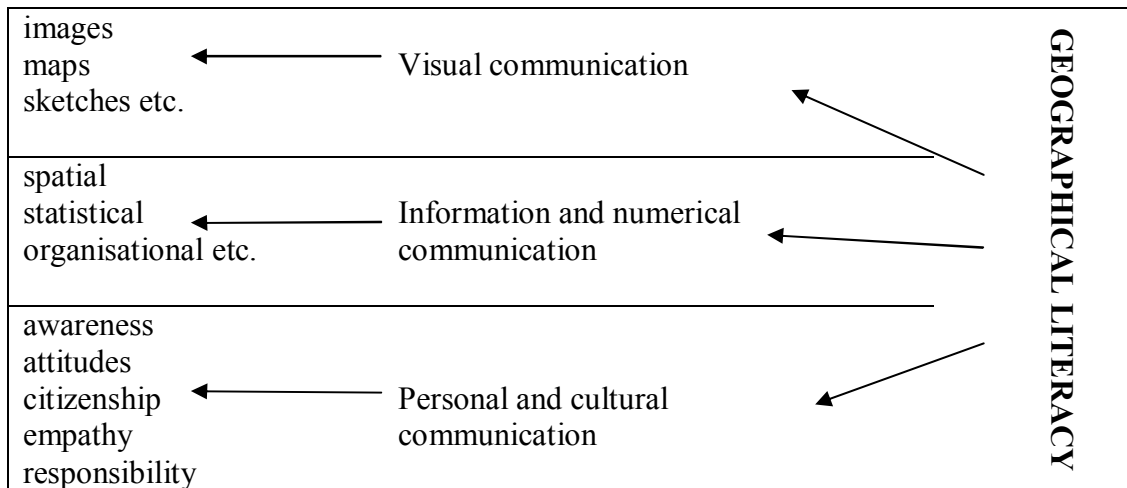 images
maps
sketches etc.
Visual communication
spatial
statistical
organisational etc.
Information and numerical
communication
awareness
attitudes
citizenship
empathy
responsibility
Personal and cultural
communication
GEOGRAPHICAL LITERACY